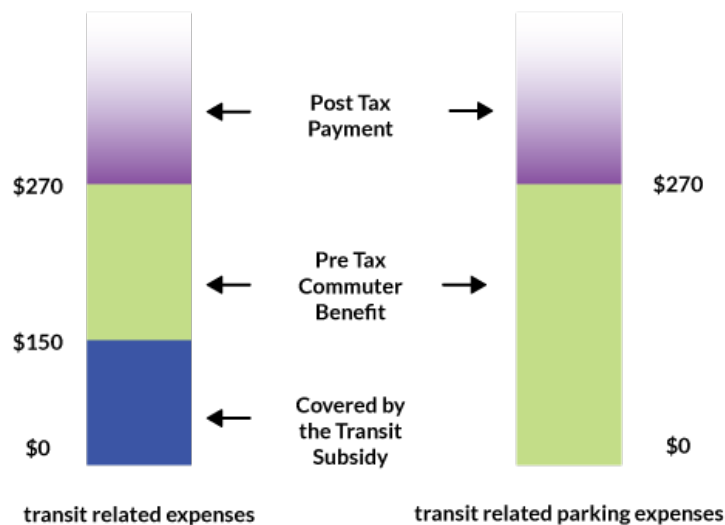 Post Tax
Payment
$270
$270
Pre Tax
Commuter
Benefit
$150
Covered by
the Transit
Subsidy
$0
$0
transit related expenses
transit related parking expenses